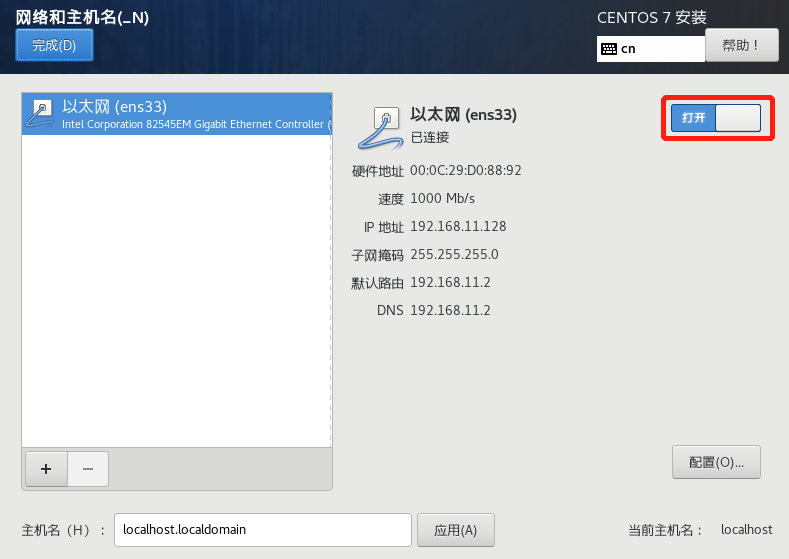 网络和主机名(_N)
CENTOS 7 安装
完成(D)
cn
帮助！
以太网 (ens33)
Intel Corporation 82545EM Gigabit Ethernet Controller (
以太网 (ens33)
已连接
打开
硬件地址 00:0C:29:D0:88:92
速度 1000 Mb/s
IP 地址 192.168.11.128
子网掩码 255.255.255.0
默认路由 192.168.11.2
DNS 192.168.11.2
+ −
配置(O)...
主机名（H）： localhost.localdomain 应用(A) 当前主机名： localhost